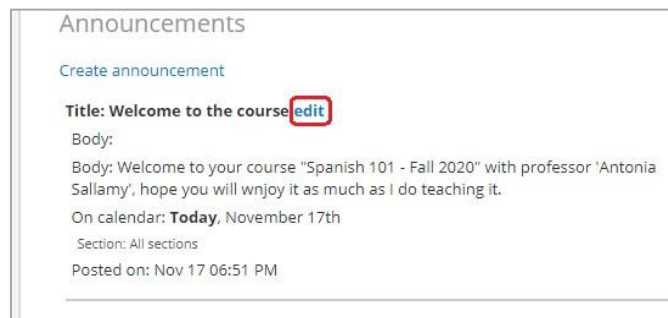 Announcements
Create announcement
Title: Welcome to the course edit
Body:
Body: Welcome to your course "Spanish 101 - Fall 2020" with professor 'Antonia
Sallamy', hope you will wnjoy it as much as I do teaching it.
On calendar: Today, November 17th
Section: All sections
Posted on: Nov 17 06:51 PM